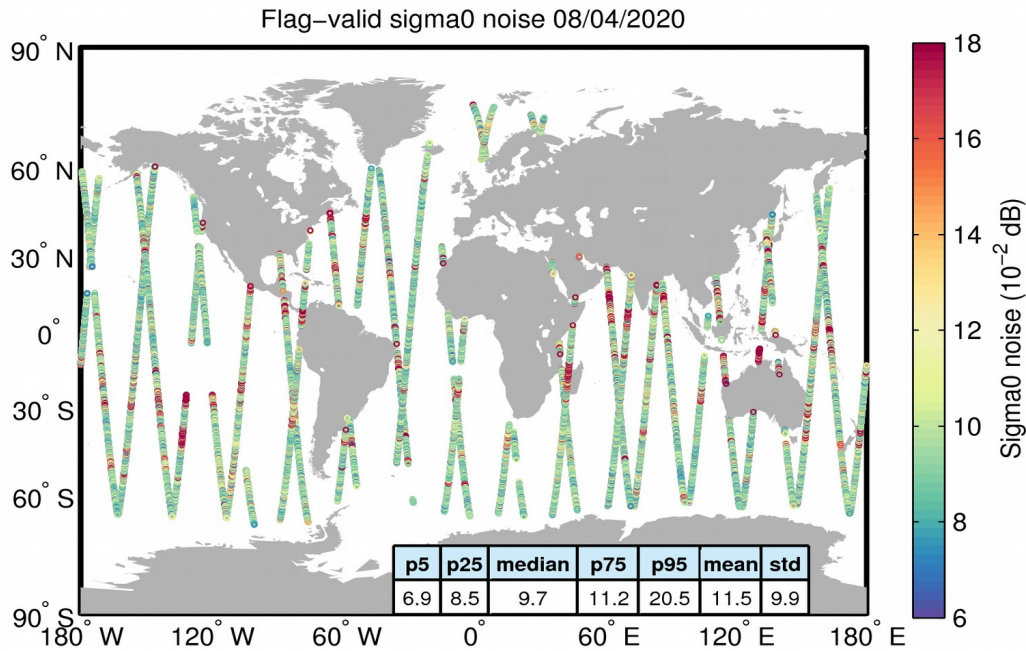 Flag−valid sigma0 noise 08/04/2020
90° N
60° N
30° N
0°
30° S
60° S
90° S
180° W
120° W
60° W
0°
60° E
120° E
180° E
p5 p25 median p75 p95 mean std
6.9 8.5 9.7 11.2 20.5 11.5 9.9
18
16
14
12
10
8
6
Sigma0 noise (10⁻² dB)